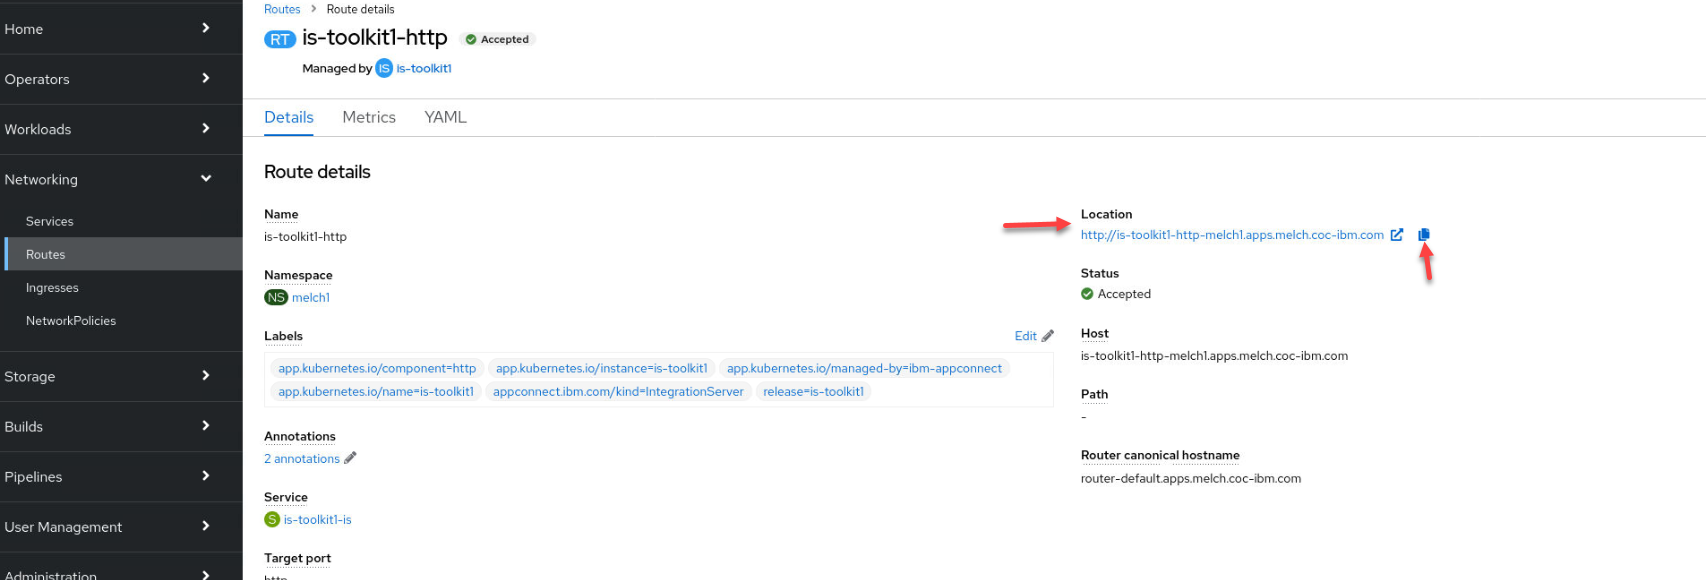 Home
Operators
Workloads
Networking
Services
Routes
Ingresses
NetworkPolicies
Storage
Builds
Pipelines
User Management
Administration
Routes > Route details
RT is-toolkit1-http Accepted
Managed by IS is-toolkit1
Details Metrics YAML
Route details
Name
is-toolkit1-http
Namespace
NS melch1
Labels Edit
app.kubernetes.io/component=http app.kubernetes.io/instance=is-toolkit1 app.kubernetes.io/managed-by=ibm-appconnect
app.kubernetes.io/name=is-toolkit1 appconnect.ibm.com/kind=IntegrationServer release=is-toolkit1
Annotations
2 annotations
Service
S is-toolkit1-is
Target port
http
Location
http://is-toolkit1-http-melch1.apps.melch.coc-ibm.com
Status
Accepted
Host
is-toolkit1-http-melch1.apps.melch.coc-ibm.com
Path
-
Router canonical hostname
router-default.apps.melch.coc-ibm.com